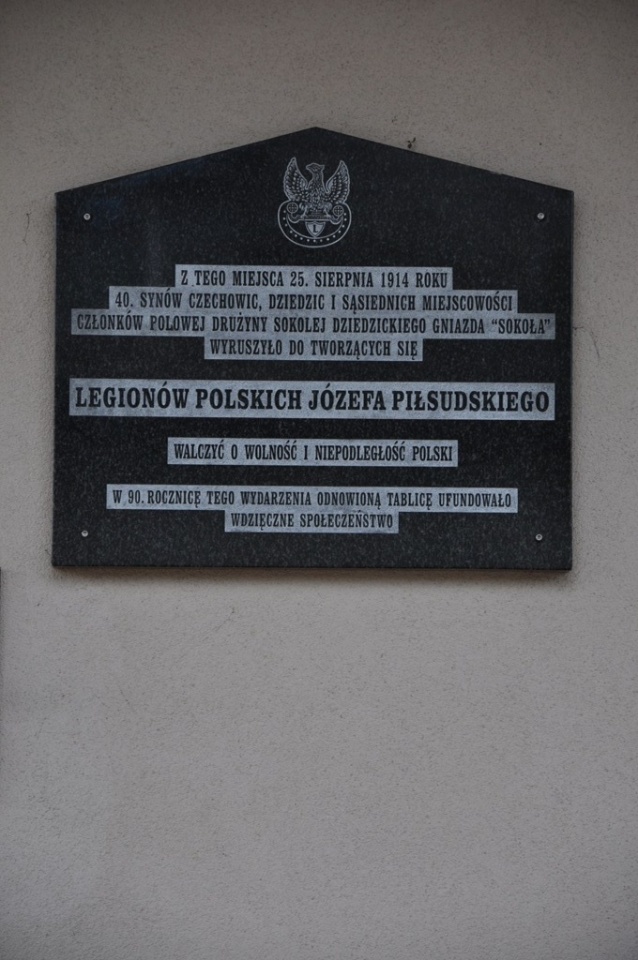 L
Z TEGO MIEJSCA 25. SIERPNIA 1914 ROKU
40. SYNÓW CZECHOWIC, DZIEDZIC I SĄSIEDNICH MIEJSCOWOŚCI
CZŁONKÓW POLOWEJ DRUŻYNY SOKOLEJ DZIEDZICKIEGO GNIAZDA "SOKOŁA"
WYRUSZYŁO DO TWORZĄCYCH SIĘ
LEGIONÓW POLSKICH JÓZEFA PIŁSUDSKIEGO
WALCZYĆ O WOLNOŚĆ I NIEPODLEGŁOŚĆ POLSKI
W 90. ROCZNICĘ TEGO WYDARZENIA ODNOWIONĄ TABLICĘ UFUNDOWAŁO
WDZIĘCZNE SPOŁECZEŃSTWO